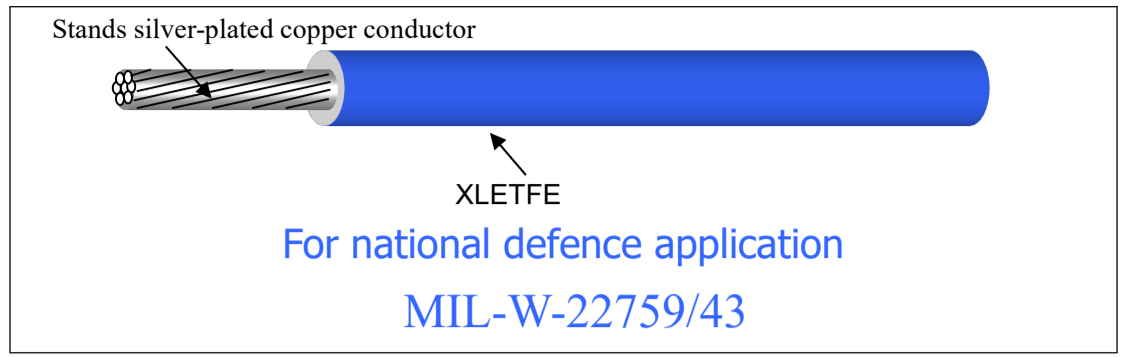 Stands silver-plated copper conductor
XLETFE
For national defence application
MIL-W-22759/43